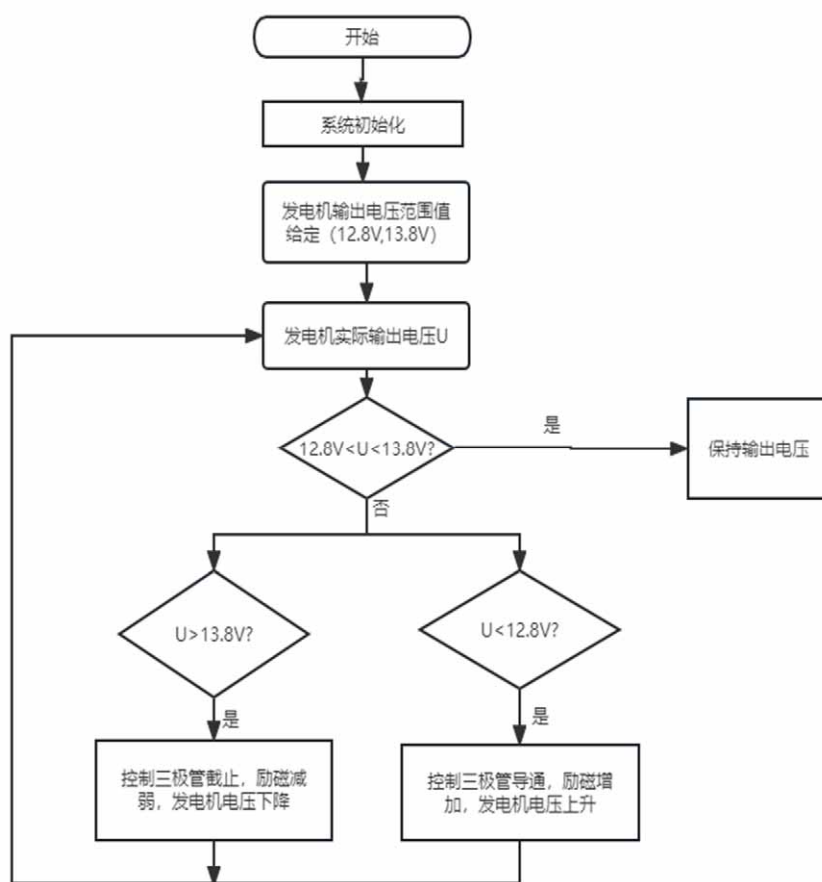 开始
系统初始化
发电机输出电压范围值
给定（12.8V,13.8V）
发电机实际输出电压U
12.8V<U<13.8V?
是
保持输出电压
否
U>13.8V?
U<12.8V?
是
是
控制三极管截止，励磁减
弱，发电机电压下降
控制三极管导通，励磁增
加，发电机电压上升